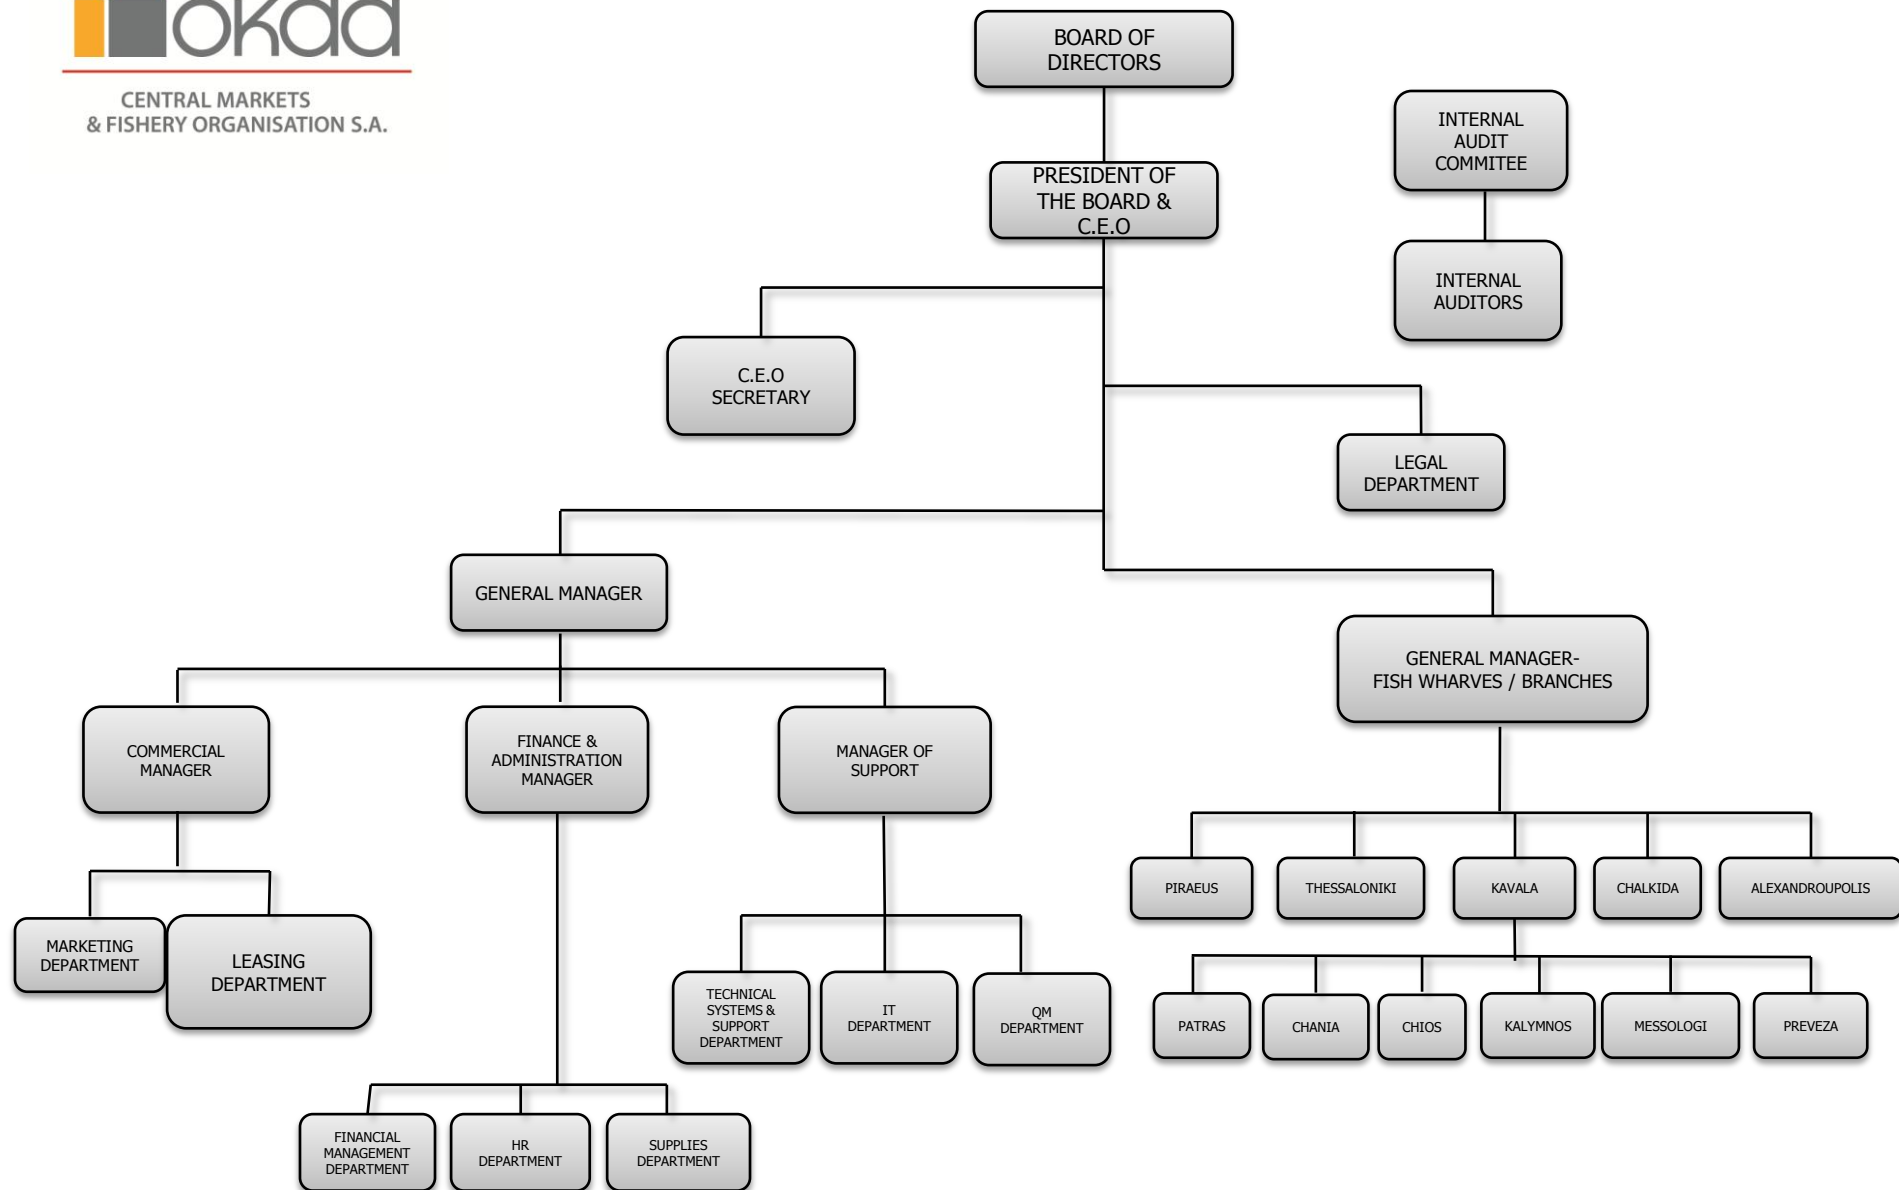 okaa
CENTRAL MARKETS
& FISHERY ORGANISATION S.A.
BOARD OF
DIRECTORS
INTERNAL
AUDIT
COMMITEE
PRESIDENT OF
THE BOARD &
C.E.O
INTERNAL
AUDITORS
C.E.O
SECRETARY
LEGAL
DEPARTMENT
GENERAL MANAGER
GENERAL MANAGER-
FISH WHARVES / BRANCHES
COMMERCIAL
MANAGER
FINANCE &
ADMINISTRATION
MANAGER
MANAGER OF
SUPPORT
PIRAEUS
THESSALONIKI
KAVALA
CHALKIDA
ALEXANDROUPOLIS
MARKETING
DEPARTMENT
LEASING
DEPARTMENT
TECHNICAL
SYSTEMS &
SUPPORT
DEPARTMENT
IT
DEPARTMENT
QM
DEPARTMENT
PATRAS
CHANIA
CHIOS
KALYMNOS
MESSOLOGI
PREVEZA
FINANCIAL
MANAGEMENT
DEPARTMENT
HR
DEPARTMENT
SUPPLIES
DEPARTMENT